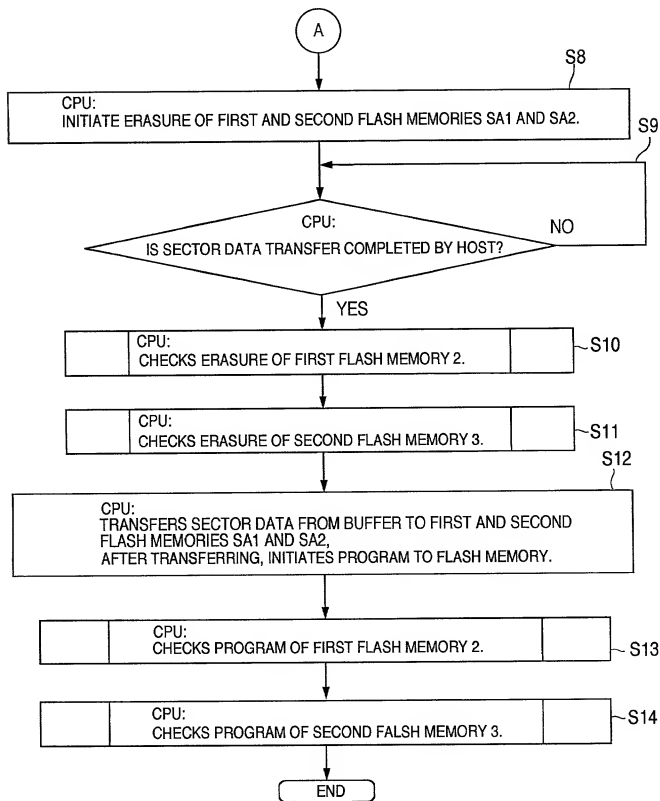 A
S8
CPU:
INITIATE ERASURE OF FIRST AND SECOND FLASH MEMORIES SA1 AND SA2.
S9
CPU:
IS SECTOR DATA TRANSFER COMPLETED BY HOST?
NO
YES
CPU:
CHECKS ERASURE OF FIRST FLASH MEMORY 2.
S10
CPU:
CHECKS ERASURE OF SECOND FLASH MEMORY 3.
S11
S12
CPU:
TRANSFERS SECTOR DATA FROM BUFFER TO FIRST AND SECOND
FLASH MEMORIES SA1 AND SA2,
AFTER TRANSFERRING, INITIATES PROGRAM TO FLASH MEMORY.
CPU:
CHECKS PROGRAM OF FIRST FLASH MEMORY 2.
S13
CPU:
CHECKS PROGRAM OF SECOND FALSH MEMORY 3.
S14
END